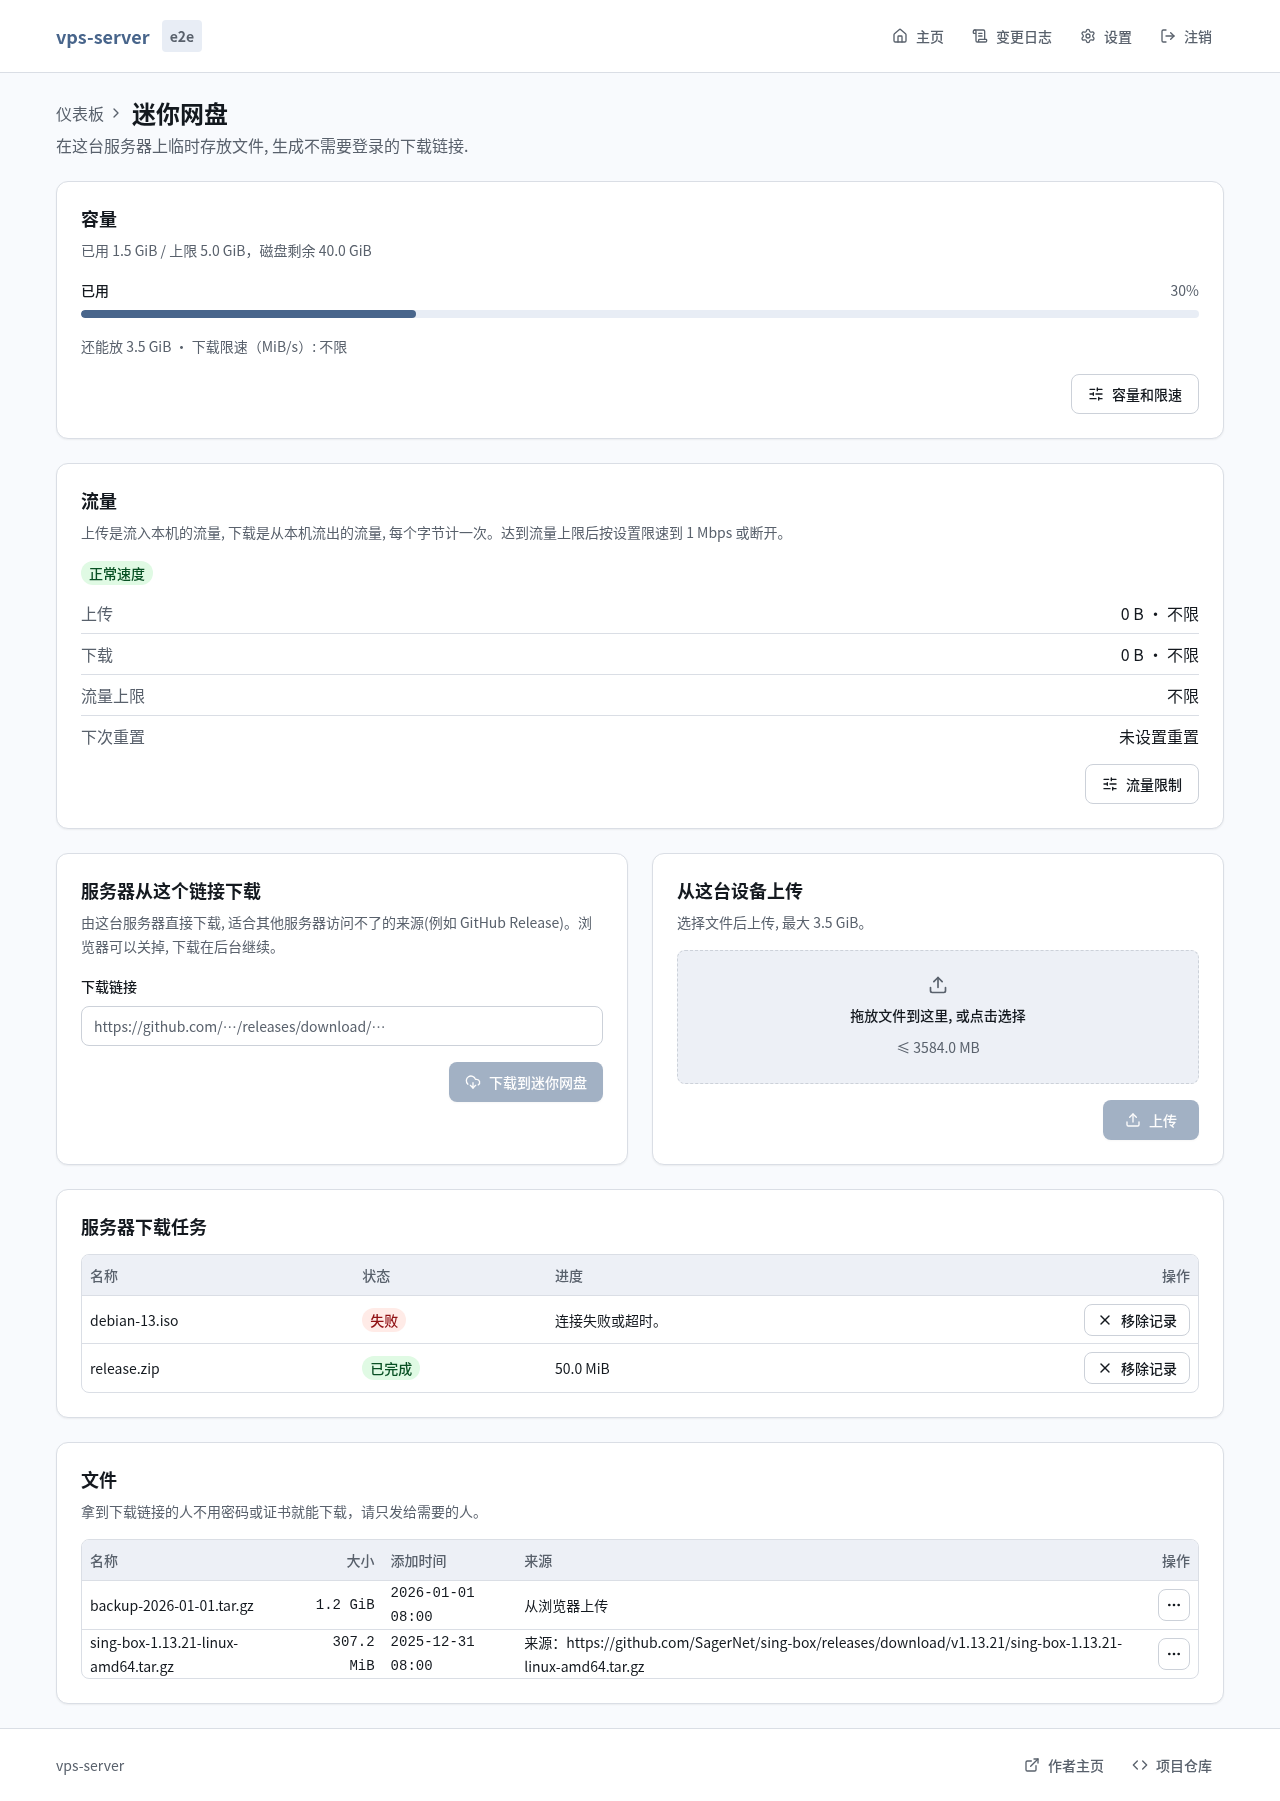 vps-server e2e 主页 变更日志 设置 注销
仪表板 迷你网盘
在这台服务器上临时存放文件, 生成不需要登录的下载链接.
容量
已用 1.5 GiB / 上限 5.0 GiB，磁盘剩余 40.0 GiB
已用 30%
还能放 3.5 GiB · 下载限速（MiB/s）: 不限
容量和限速
流量
上传是流入本机的流量, 下载是从本机流出的流量, 每个字节计一次。达到流量上限后按设置限速到 1 Mbps 或断开。
正常速度
上传 0 B · 不限
下载 0 B · 不限
流量上限 不限
下次重置 未设置重置
流量限制
服务器从这个链接下载
由这台服务器直接下载, 适合其他服务器访问不了的来源(例如 GitHub Release)。浏
览器可以关掉, 下载在后台继续。
下载链接
https://github.com/…/releases/download/…
下载到迷你网盘
从这台设备上传
选择文件后上传, 最大 3.5 GiB。
拖放文件到这里, 或点击选择
≤ 3584.0 MB
上传
服务器下载任务
名称 状态 进度 操作
debian-13.iso 失败 连接失败或超时。 移除记录
release.zip 已完成 50.0 MiB 移除记录
文件
拿到下载链接的人不用密码或证书就能下载，请只发给需要的人。
名称 大小 添加时间 来源 操作
backup-2026-01-01.tar.gz 1.2 GiB 2026-01-01 从浏览器上传
08:00
sing-box-1.13.21-linux- 307.2 2025-12-31 来源：https://github.com/SagerNet/sing-box/releases/download/v1.13.21/sing-box-1.13.21-
amd64.tar.gz MiB 08:00 linux-amd64.tar.gz
vps-server 作者主页 项目仓库